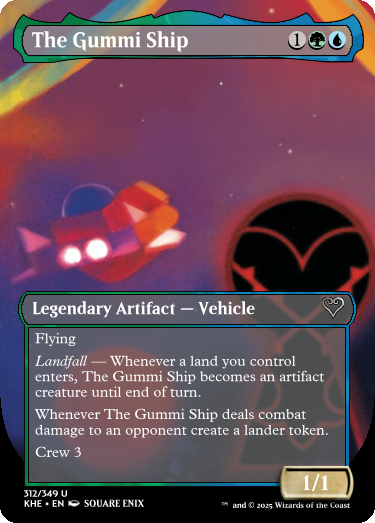 The Gummi Ship 1
Legendary Artifact — Vehicle
Flying
Landfall — Whenever a land you control
enters, The Gummi Ship becomes an artifact
creature until end of turn.
Whenever The Gummi Ship deals combat
damage to an opponent create a lander token.
Crew 3
1/1
312/349 U
KHE • EN SQUARE ENIX
™ and © 2025 Wizards of the Coast